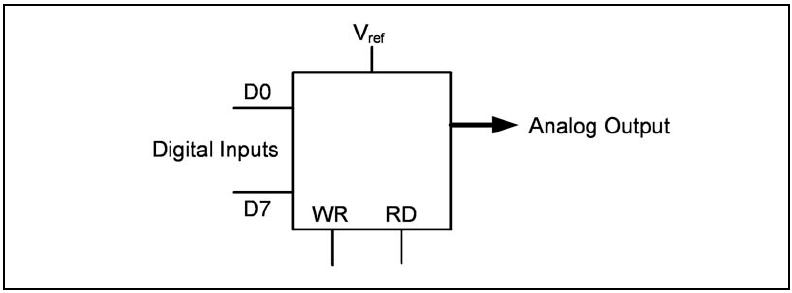 Vref
D0
Digital Inputs
D7
WR RD
Analog Output